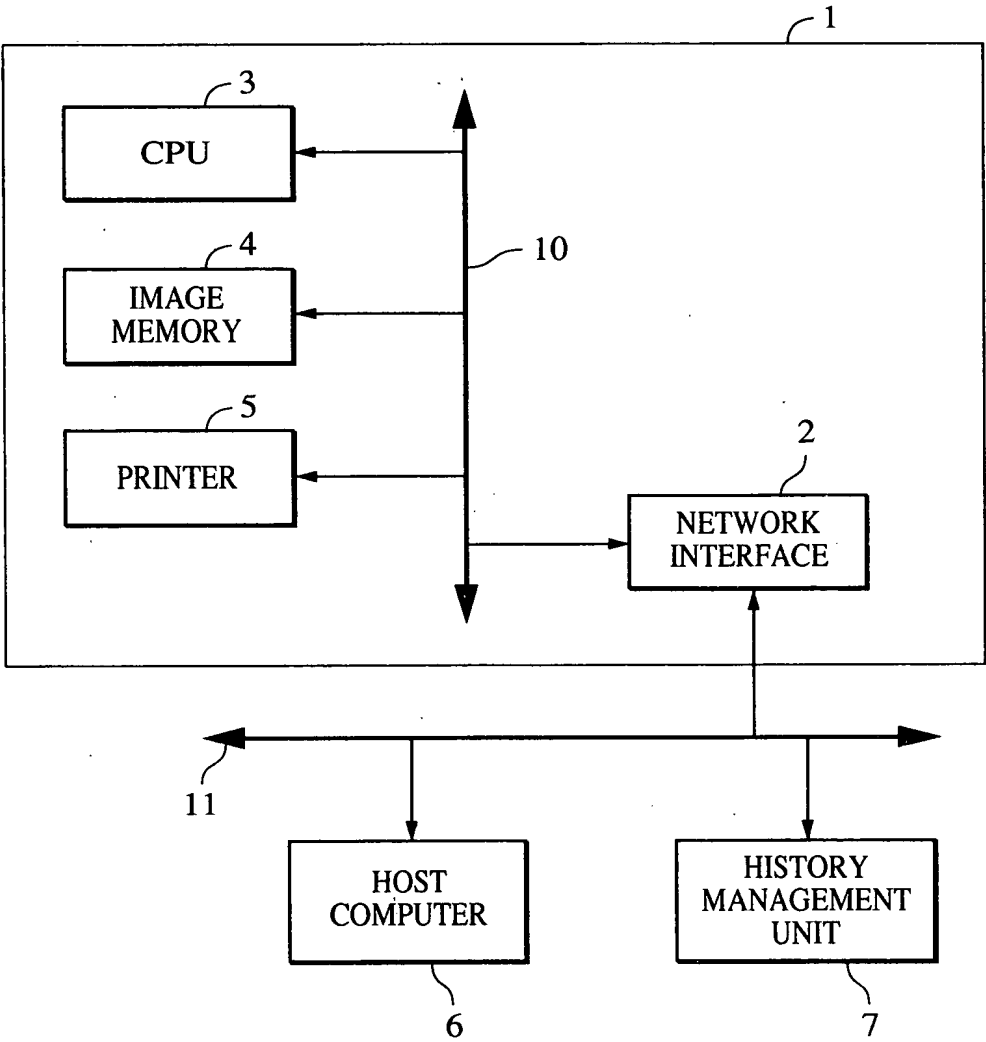 1
3
CPU
4
IMAGE
MEMORY
10
5
PRINTER
2
NETWORK
INTERFACE
11
HOST
COMPUTER
6
HISTORY
MANAGEMENT
UNIT
7